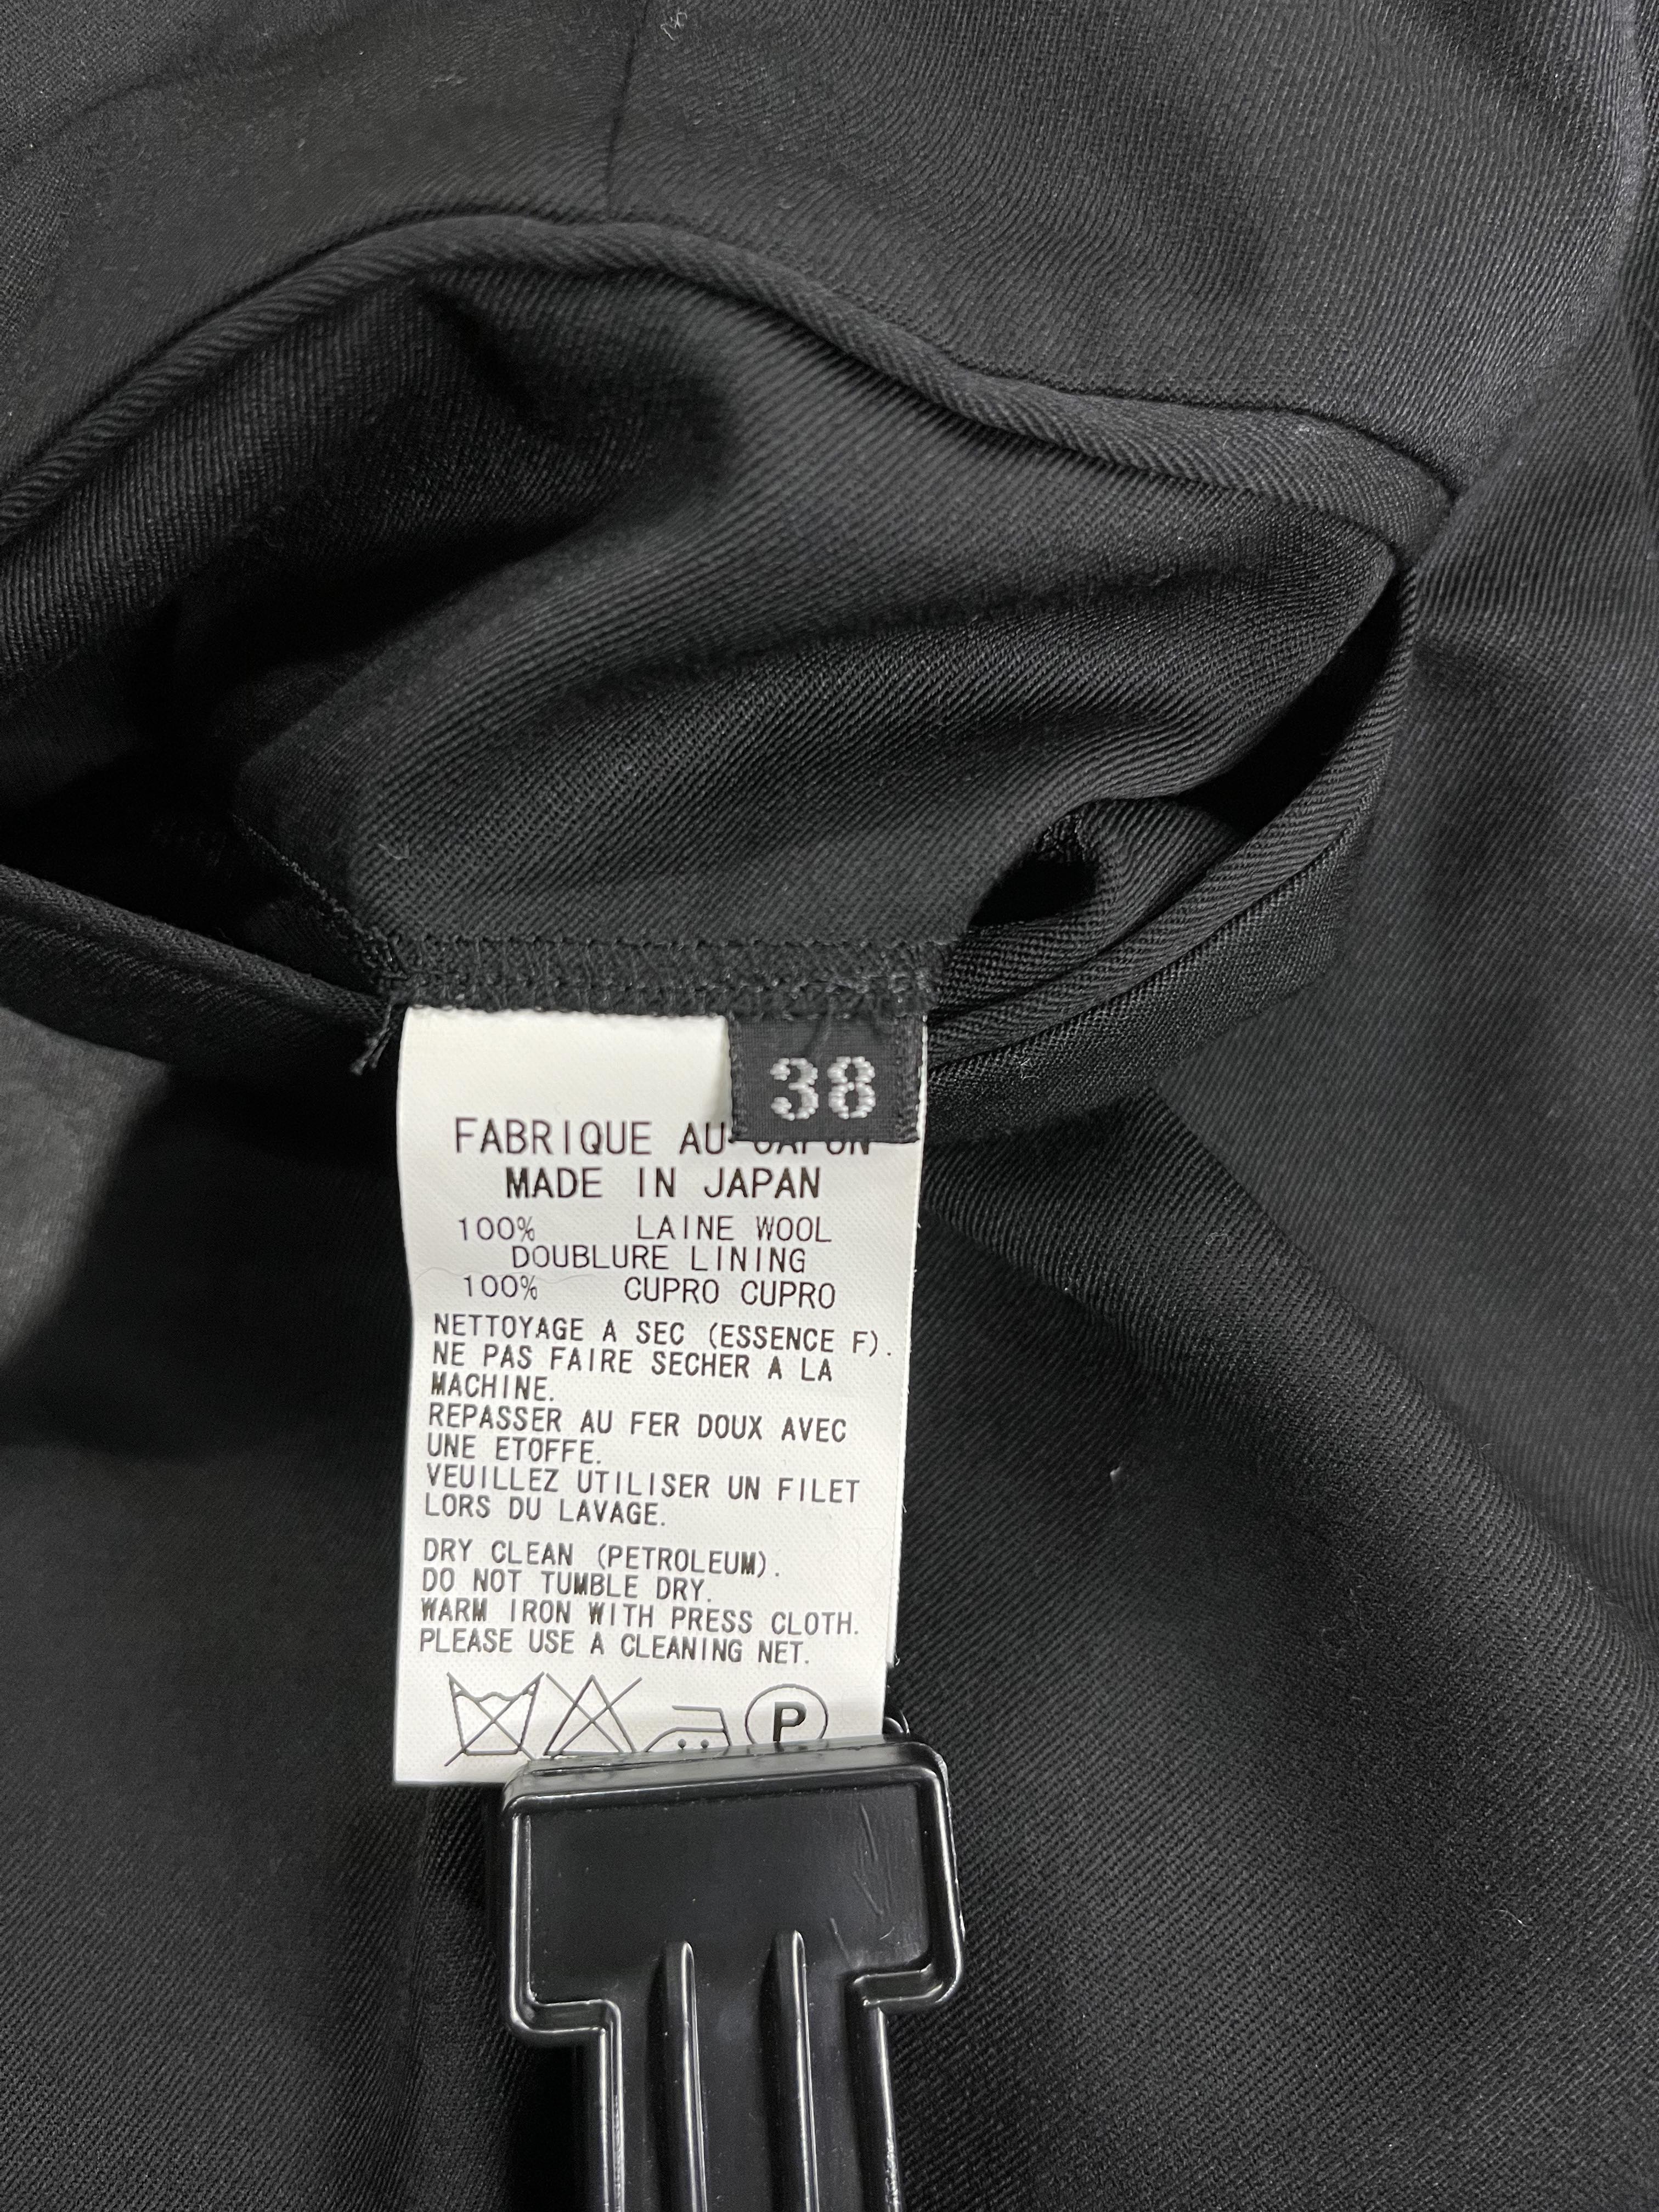 38
FABRIQUE AU JAPON
MADE IN JAPAN
100% LAINE WOOL
DOUBLURE LINING
100% CUPRO CUPRO
NETTOYAGE A SEC (ESSENCE F).
NE PAS FAIRE SECHER A LA
MACHINE.
REPASSER AU FER DOUX AVEC
UNE ETOFFE.
VEUILLEZ UTILISER UN FILET
LORS DU LAVAGE.
DRY CLEAN (PETROLEUM).
DO NOT TUMBLE DRY.
WARM IRON WITH PRESS CLOTH.
PLEASE USE A CLEANING NET.
P